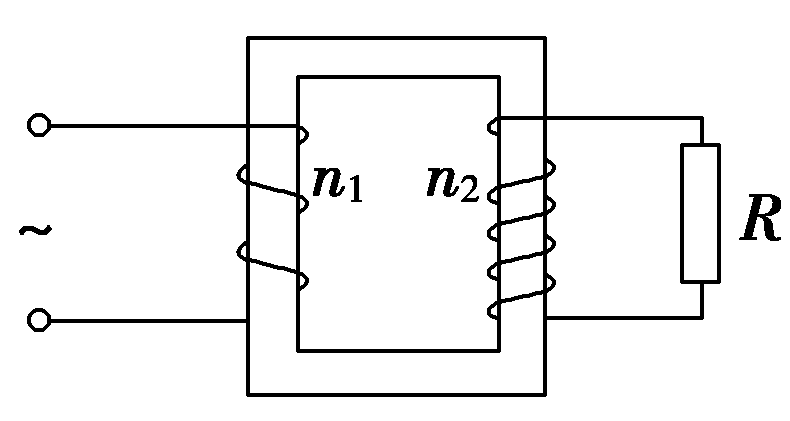 n₁ n₂
~ R